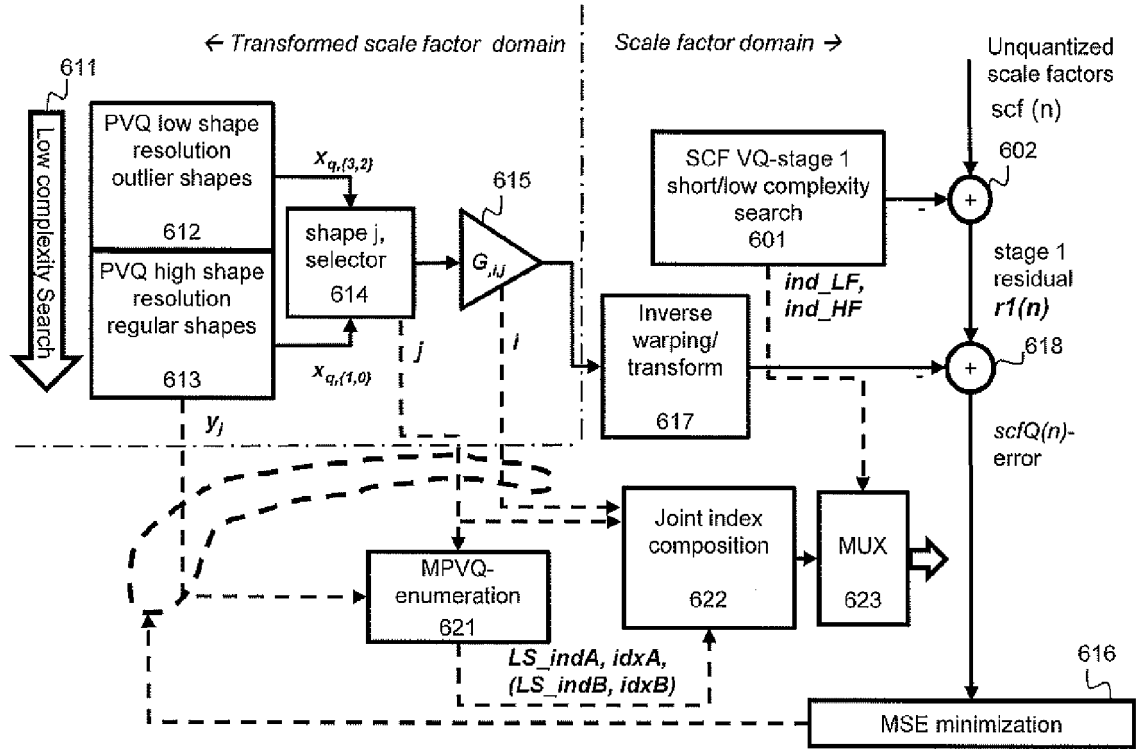 ← Transformed scale factor domain
Scale factor domain →
Unquantized
scale factors
scf (n)
611
Low complexity Search
PVQ low shape
resolution
outlier shapes
612
PVQ high shape
resolution
regular shapes
613
xq,{3,2}
xq,{1,0}
shape j,
selector
614
615
G,i,j
SCF VQ-stage 1
short/low complexity
search
601
602
+
-
ind_LF,
ind_HF
stage 1
residual
r1(n)
Inverse
warping/
transform
617
618
+
-
j
i
yj
scfQ(n)-
error
MPVQ-
enumeration
621
Joint index
composition
622
MUX
623
LS_indA, idxA,
(LS_indB, idxB)
616
MSE minimization